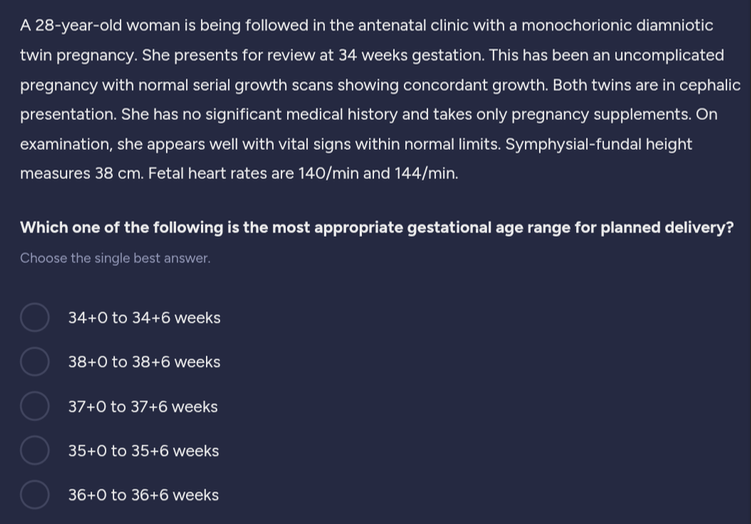 A 28-year-old woman is being followed in the antenatal clinic with a monochorionic diamniotic
twin pregnancy. She presents for review at 34 weeks gestation. This has been an uncomplicated
pregnancy with normal serial growth scans showing concordant growth. Both twins are in cephalic
presentation. She has no significant medical history and takes only pregnancy supplements. On
examination, she appears well with vital signs within normal limits. Symphysial-fundal height
measures 38 cm. Fetal heart rates are 140/min and 144/min.
Which one of the following is the most appropriate gestational age range for planned delivery?
Choose the single best answer.
34+0 to 34+6 weeks
38+0 to 38+6 weeks
37+0 to 37+6 weeks
35+0 to 35+6 weeks
36+0 to 36+6 weeks